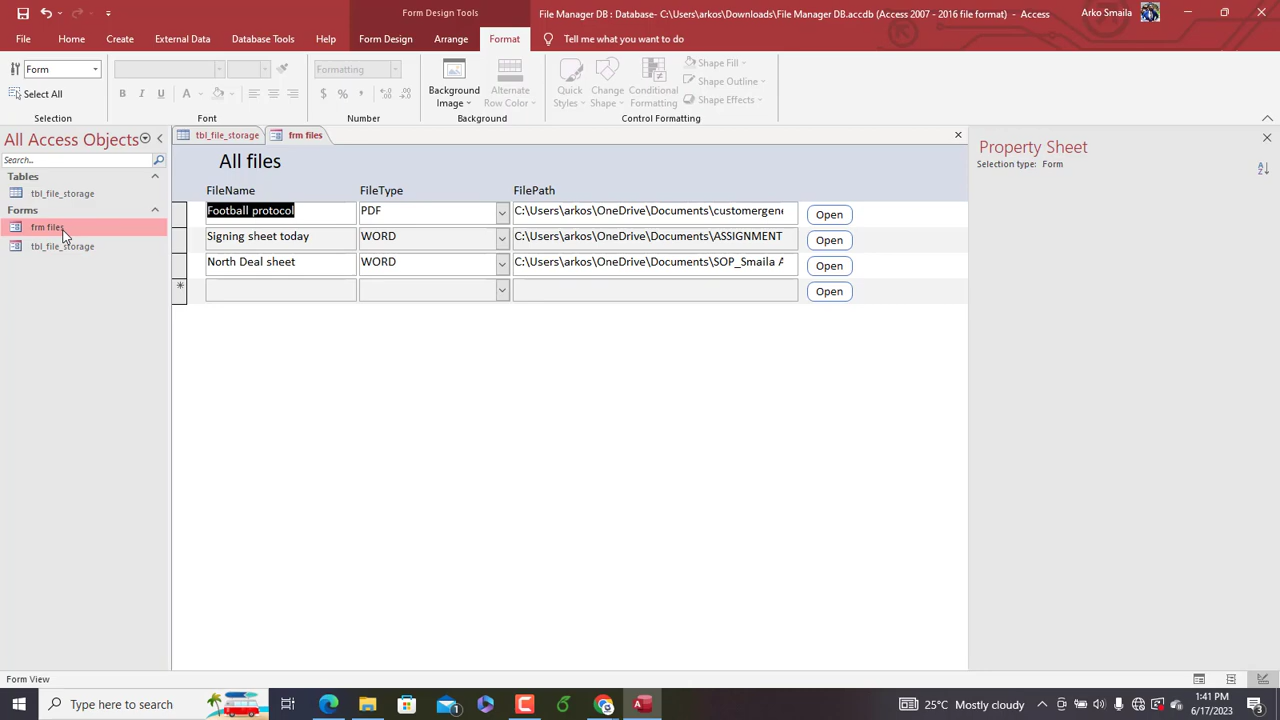 Form Design Tools
File Manager DB : Database- C:\Users\arkos\Downloads\File Manager DB.accdb (Access 2007 - 2016 file format) - Access
Arko Smaila
File Home Create External Data Database Tools Help Form Design Arrange Format Tell me what you want to do
Form
Select All
Selection
B I U A
Font
Formatting
$ % ,
Number
Background Image
Alternate Row Color
Background
Quick Styles
Change Shape
Conditional Formatting
Shape Fill
Shape Outline
Shape Effects
Control Formatting
All Access Objects
Search...
Tables
tbl_file_storage
Forms
frm files
tbl_file_storage
tbl_file_storage frm files
All files
FileName FileType FilePath
Football protocol PDF C:\Users\arkos\OneDrive\Documents\customergene Open
Signing sheet today WORD C:\Users\arkos\OneDrive\Documents\ASSIGNMENT Open
North Deal sheet WORD C:\Users\arkos\OneDrive\Documents\SOP_Smaila A Open
* Open
Property Sheet
Selection type: Form
Form View
Type here to search
25°C Mostly cloudy
1:41 PM
6/17/2023